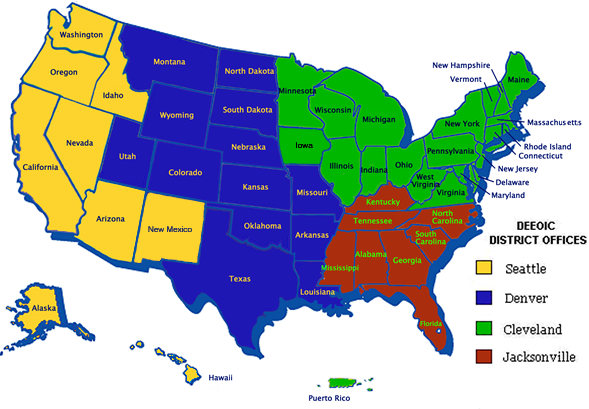 Washington
Oregon
Idaho
Montana
North Dakota
Minnesota
Wisconsin
Michigan
New Hampshire
Vermont
Maine
New York
Massachusetts
Rhode Island
Connecticut
New Jersey
Delaware
Maryland
Pennsylvania
South Dakota
Wyoming
Nevada
California
Utah
Colorado
Nebraska
Iowa
Illinois
Indiana
Ohio
West
Virginia
Virginia
Kansas
Missouri
Kentucky
Tennessee
North
Carolina
South
Carolina
Arizona
New Mexico
Oklahoma
Arkansas
Mississippi
Alabama
Georgia
Texas
Louisiana
Florida
Alaska
Hawaii
Puerto Rico
DEEOIC
DISTRICT OFFICES
Seattle
Denver
Cleveland
Jacksonville